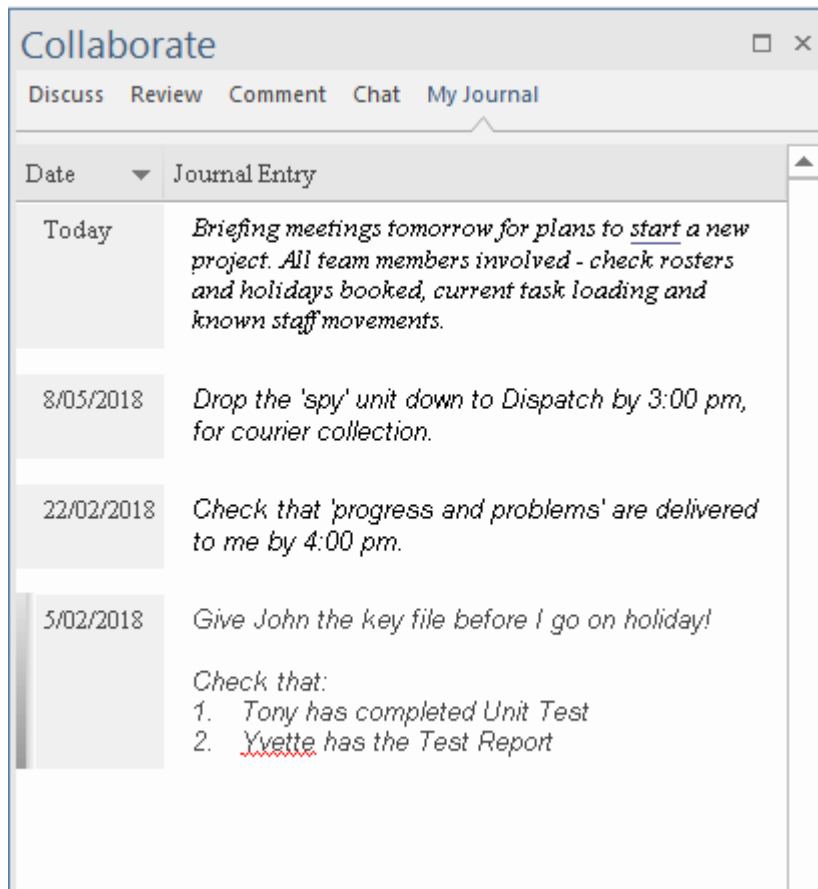 Collaborate
Discuss Review Comment Chat My Journal
Date Journal Entry
Today Briefing meetings tomorrow for plans to start a new
project. All team members involved - check rosters
and holidays booked, current task loading and
known staff movements.
8/05/2018 Drop the 'spy' unit down to Dispatch by 3:00 pm,
for courier collection.
22/02/2018 Check that 'progress and problems' are delivered
to me by 4:00 pm.
5/02/2018 Give John the key file before I go on holiday!
Check that:
1. Tony has completed Unit Test
2. Yvette has the Test Report